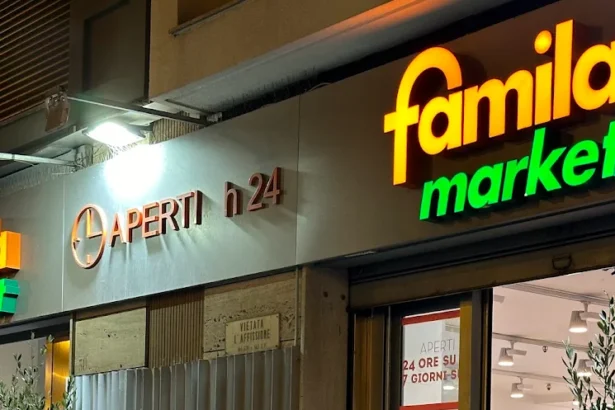 famila
market
APERTI h 24
VIETATA
L'AFFISSIONE
APERTI
24 ORE SU
7 GIORNI S